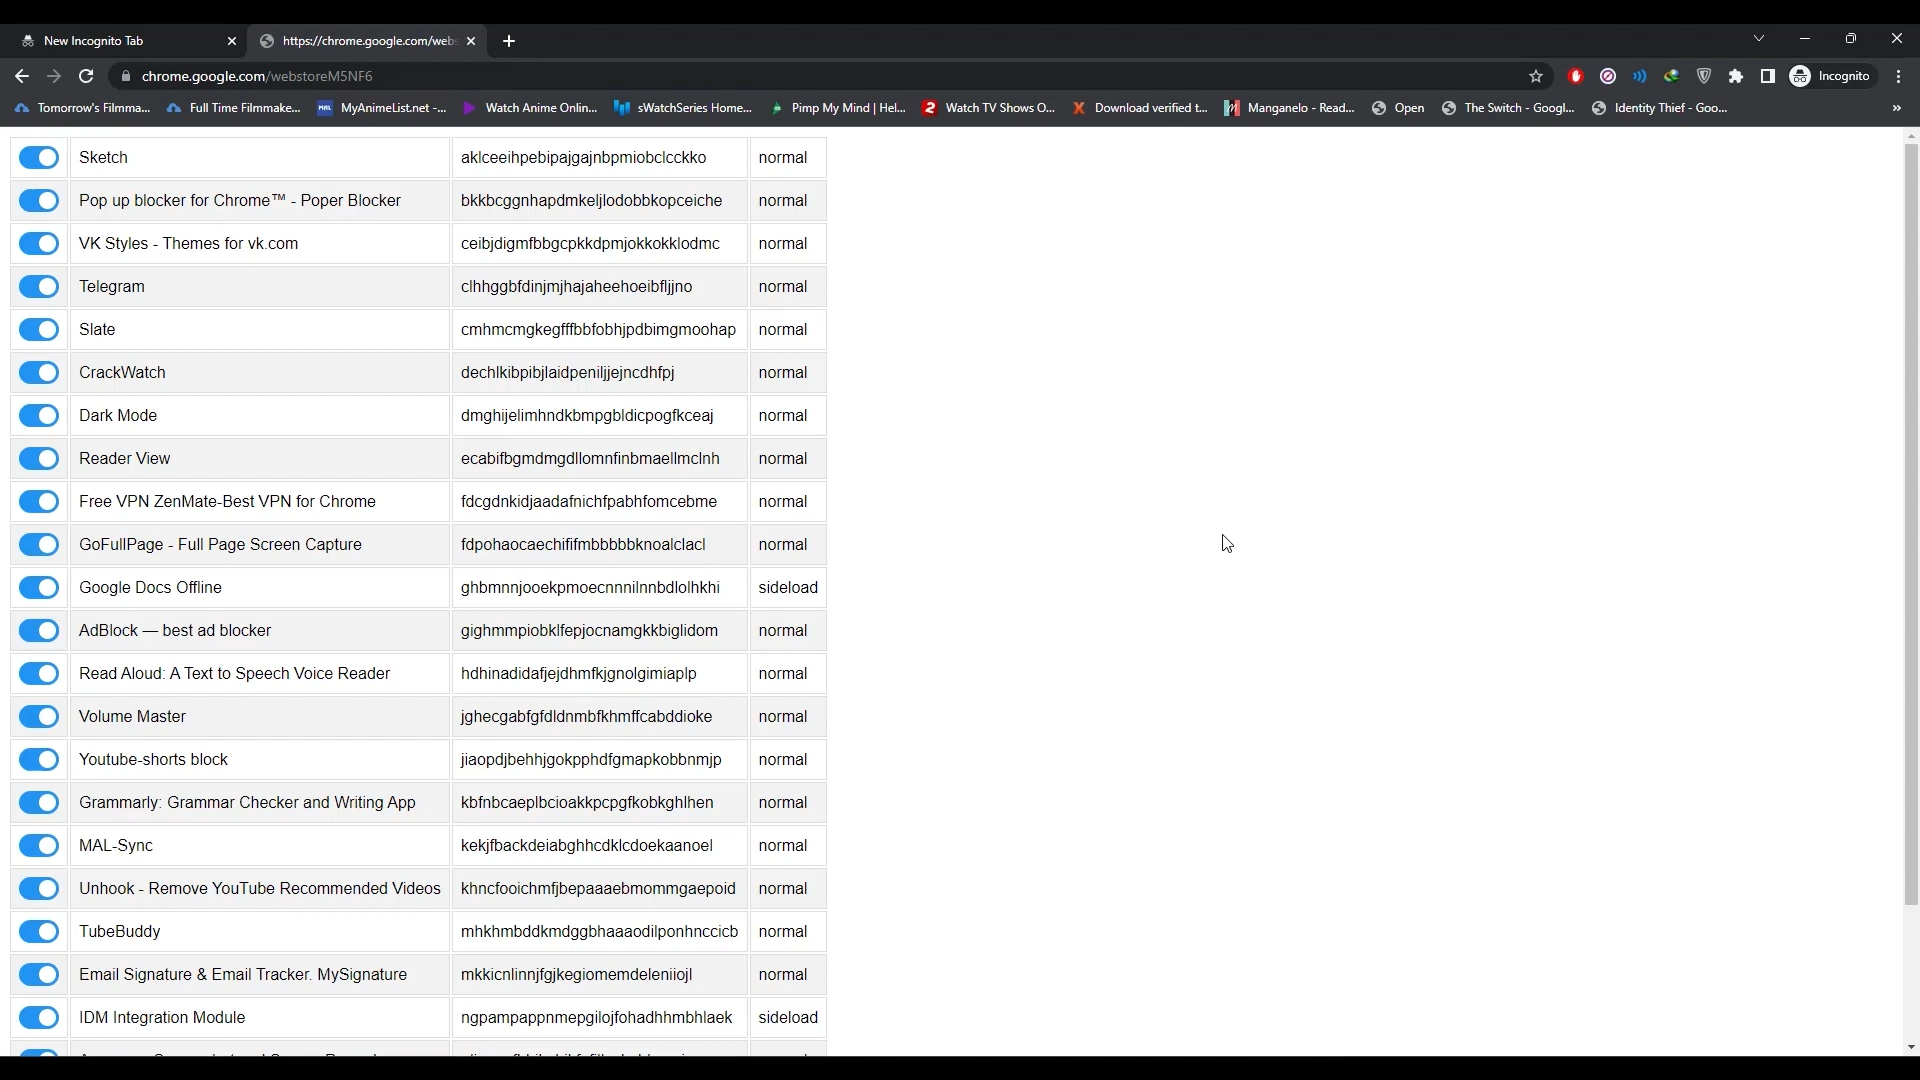 New Incognito Tab
https://chrome.google.com/web
chrome.google.com/webstoreM5NF6
Incognito
Tomorrow's Filmma...
Full Time Filmmake...
MAL
MyAnimeList.net -...
Watch Anime Onlin...
sWatchSeries Home...
Pimp My Mind | Hel...
2
Watch TV Shows O...
X
Download verified t...
Manganelo - Read...
Open
The Switch - Googl...
Identity Thief - Goo...
»
Sketch aklceeihpebipajgajnbpmiobclcckko normal
Pop up blocker for Chrome™ - Poper Blocker bkkbcggnhapdmkeljlodobbkopceiche normal
VK Styles - Themes for vk.com ceibjdigmfbbgcpkkdpmjokkokklodmc normal
Telegram clhhggbfdinjmjhajaheehoeibfljjno normal
Slate cmhmcmgkegfffbbfobhjpdbimgmoohap normal
CrackWatch dechlkibpibjlaidpeniljjejncdhfpj normal
Dark Mode dmghijelimhndkbmpgbldicpogfkceaj normal
Reader View ecabifbgmdmgdllomnfinbmaellmclnh normal
Free VPN ZenMate-Best VPN for Chrome fdcgdnkidjaadafnichfpabhfomcebme normal
GoFullPage - Full Page Screen Capture fdpohaocaechififmbbbbbknoalclacl normal
Google Docs Offline ghbmnnjooekpmoecnnnilnnbdlolhkhi sideload
AdBlock — best ad blocker gighmmpiobklfepjocnamgkkbiglidom normal
Read Aloud: A Text to Speech Voice Reader hdhinadidafjejdhmfkjgnolgimiaplp normal
Volume Master jghecgabfgfdldnmbfkhmffcabddioke normal
Youtube-shorts block jiaopdjbehhjgokpphdfgmapkobbnmjp normal
Grammarly: Grammar Checker and Writing App kbfnbcaeplbcioakkpcpgfkobkghlhen normal
MAL-Sync kekjfbackdeiabghhcdklcdoekaanoel normal
Unhook - Remove YouTube Recommended Videos khncfooichmfjbepaaaebmommgaepoid normal
TubeBuddy mhkhmbddkmdggbhaaaodilponhnccicb normal
Email Signature & Email Tracker. MySignature mkkicnlinnjfgjkegiomemdeleniiojl normal
IDM Integration Module ngpampappnmepgilojfohadhhmbhlaek sideload